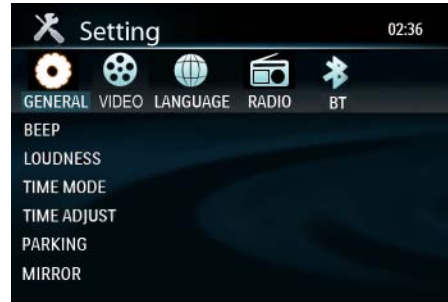 Setting 02:36
GENERAL VIDEO LANGUAGE RADIO BT
BEEP
LOUDNESS
TIME MODE
TIME ADJUST
PARKING
MIRROR